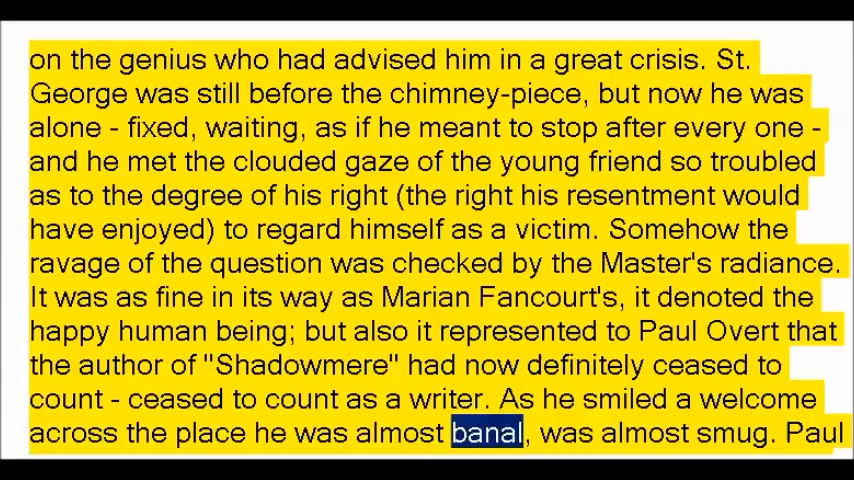 on the genius who had advised him in a great crisis. St.
George was still before the chimney-piece, but now he was
alone - fixed, waiting, as if he meant to stop after every one -
and he met the clouded gaze of the young friend so troubled
as to the degree of his right (the right his resentment would
have enjoyed) to regard himself as a victim. Somehow the
ravage of the question was checked by the Master's radiance.
It was as fine in its way as Marian Fancourt's, it denoted the
happy human being; but also it represented to Paul Overt that
the author of "Shadowmere" had now definitely ceased to
count - ceased to count as a writer. As he smiled a welcome
across the place he was almost banal, was almost smug. Paul